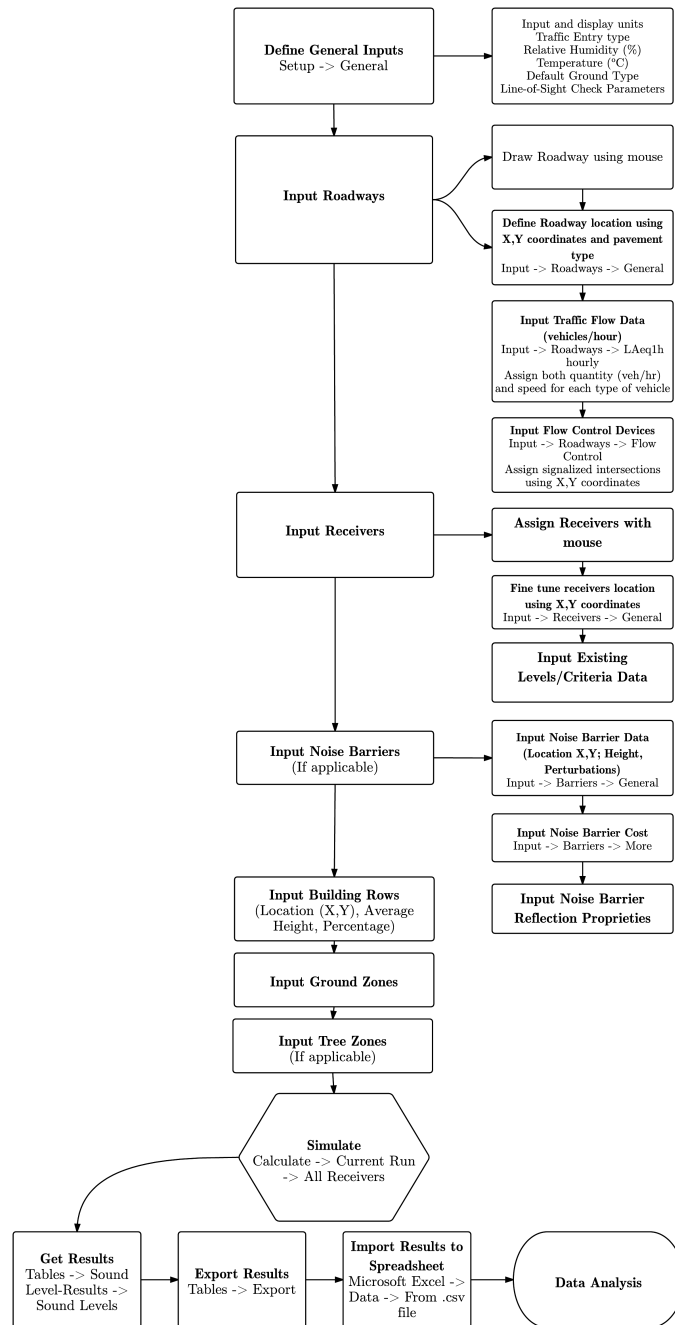 Define General Inputs
Setup -> General
Input and display units
Traffic Entry type
Relative Humidity (%)
Temperature (ºC)
Default Ground Type
Line-of-Sight Check Parameters
Input Roadways
Draw Roadway using mouse
Define Roadway location using
X,Y coordinates and pavement
type
Input -> Roadways -> General
Input Traffic Flow Data
(vehicles/hour)
Input -> Roadways -> LAeq1h
hourly
Assign both quantity (veh/hr)
and speed for each type of vehicle
Input Flow Control Devices
Input -> Roadways -> Flow
Control
Assign signalized intersections
using X,Y coordinates
Input Receivers
Assign Receivers with
mouse
Fine tune receivers location
using X,Y coordinates
Input -> Receivers -> General
Input Existing
Levels/Criteria Data
Input Noise Barriers
(If applicable)
Input Noise Barrier Data
(Location X,Y; Height,
Perturbations)
Input -> Barriers -> General
Input Noise Barrier Cost
Input -> Barriers -> More
Input Noise Barrier
Reflection Proprieties
Input Building Rows
(Location (X,Y), Average
Height, Percentage)
Input Ground Zones
Input Tree Zones
(If applicable)
Simulate
Calculate -> Current Run
-> All Receivers
Get Results
Tables -> Sound
Level-Results ->
Sound Levels
Export Results
Tables -> Export
Import Results to
Spreadsheet
Microsoft Excel ->
Data -> From .csv
file
Data Analysis